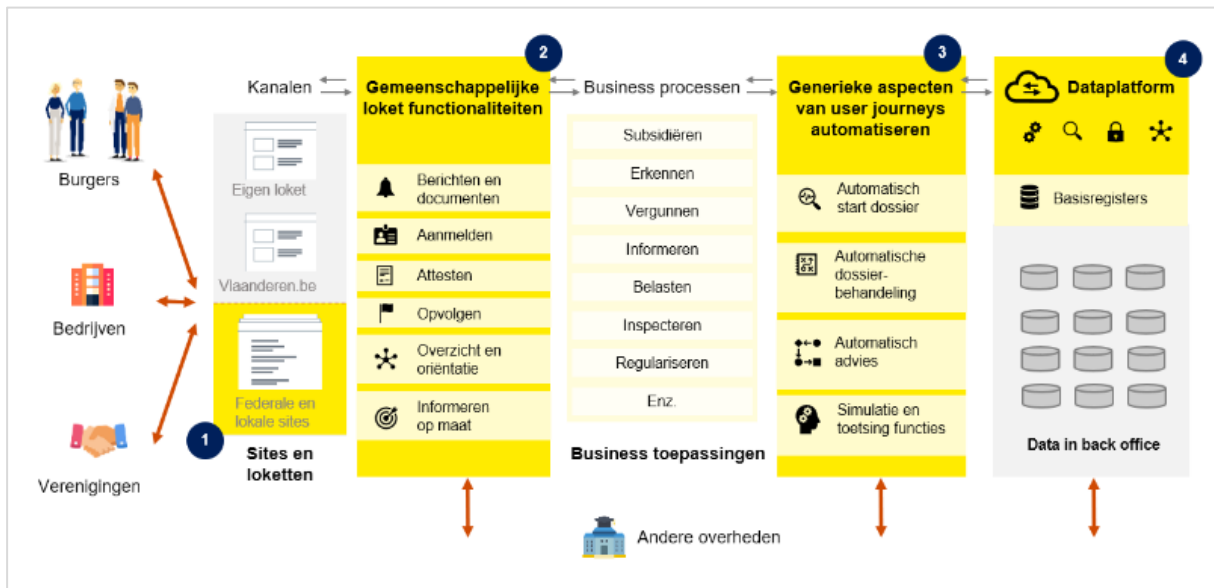 Burgers
Bedrijven
Verenigingen
Kanalen
Eigen loket
Vlaanderen.be
Federale en
lokale sites
1
Sites en
loketten
2
Gemeenschappelijke
loket functionaliteiten
Berichten en
documenten
Aanmelden
Attesten
Opvolgen
Overzicht en
oriëntatie
Informeren
op maat
Business processen
Subsidiëren
Erkennen
Vergunnen
Informeren
Belasten
Inspecteren
Regulariseren
Enz.
Business toepassingen
3
Generieke aspecten
van user journeys
automatiseren
Automatisch
start dossier
Automatische
dossier-
behandeling
Automatisch
advies
Simulatie en
toetsing functies
4
Dataplatform
Basisregisters
Data in back office
Andere overheden